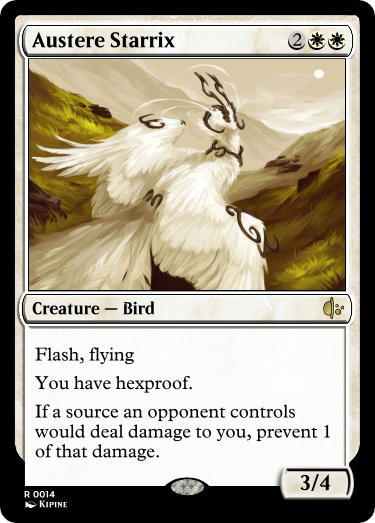 Austere Starrix 2
Creature — Bird
Flash, flying
You have hexproof.
If a source an opponent controls
would deal damage to you, prevent 1
of that damage.
3/4
R 0014
Kipine